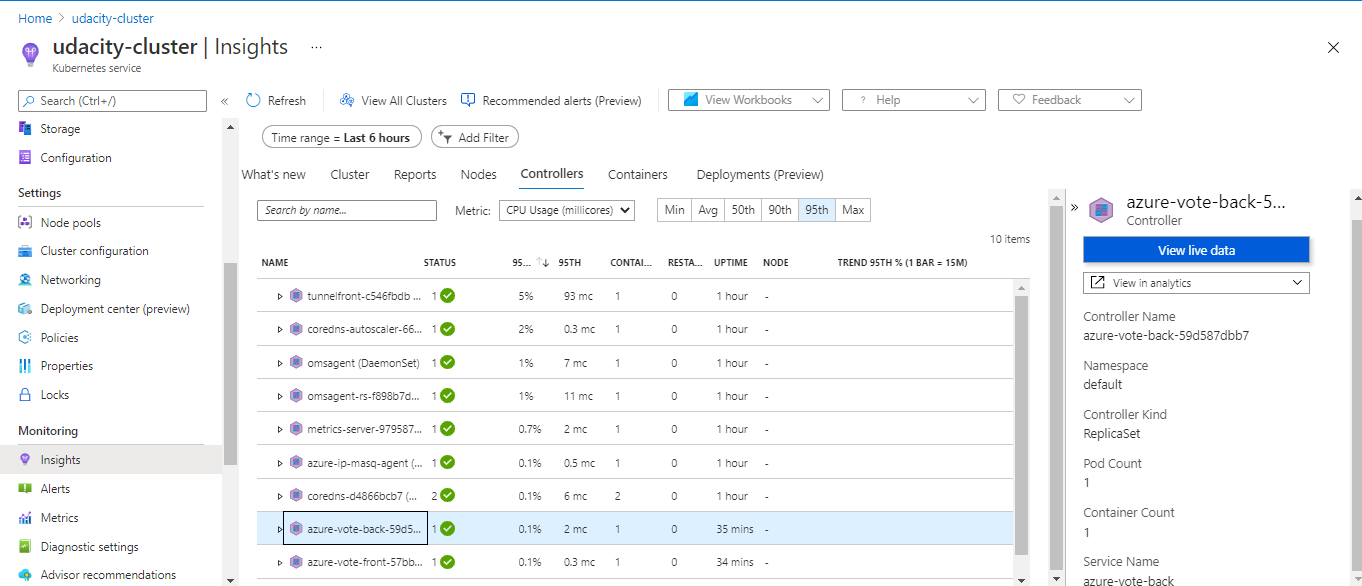 Home > udacity-cluster
udacity-cluster | Insights ...
Kubernetes service
Search (Ctrl+/)
«
Refresh
View All Clusters
Recommended alerts (Preview)
View Workbooks
? Help
Feedback
Storage
Configuration
Settings
Node pools
Cluster configuration
Networking
Deployment center (preview)
Policies
Properties
Locks
Monitoring
Insights
Alerts
Metrics
Diagnostic settings
Advisor recommendations
Time range = Last 6 hours
Add Filter
What's new Cluster Reports Nodes Controllers Containers Deployments (Preview)
Search by name...
Metric: CPU Usage (millicores)
Min Avg 50th 90th 95th Max
10 items
NAME STATUS 95... ↑↓ 95TH CONTAI... RESTA... UPTIME NODE TREND 95TH % (1 BAR = 15M)
tunnelfront-c546fbdb ... 1 5% 93 mc 1 0 1 hour -
coredns-autoscaler-66... 1 2% 0.3 mc 1 0 1 hour -
omsagent (DaemonSet) 1 1% 7 mc 1 0 1 hour -
omsagent-rs-f898b7d... 1 1% 11 mc 1 0 1 hour -
metrics-server-979587... 1 0.7% 2 mc 1 0 1 hour -
azure-ip-masq-agent (... 1 0.1% 0.5 mc 1 0 1 hour -
coredns-d4866bcb7 (... 2 0.1% 6 mc 2 0 1 hour -
azure-vote-back-59d5... 1 0.1% 2 mc 1 0 35 mins -
azure-vote-front-57bb... 1 0.1% 0.3 mc 1 0 34 mins -
»
azure-vote-back-5...
Controller
View live data
View in analytics
Controller Name
azure-vote-back-59d587dbb7
Namespace
default
Controller Kind
ReplicaSet
Pod Count
1
Container Count
1
Service Name
azure-vote-back